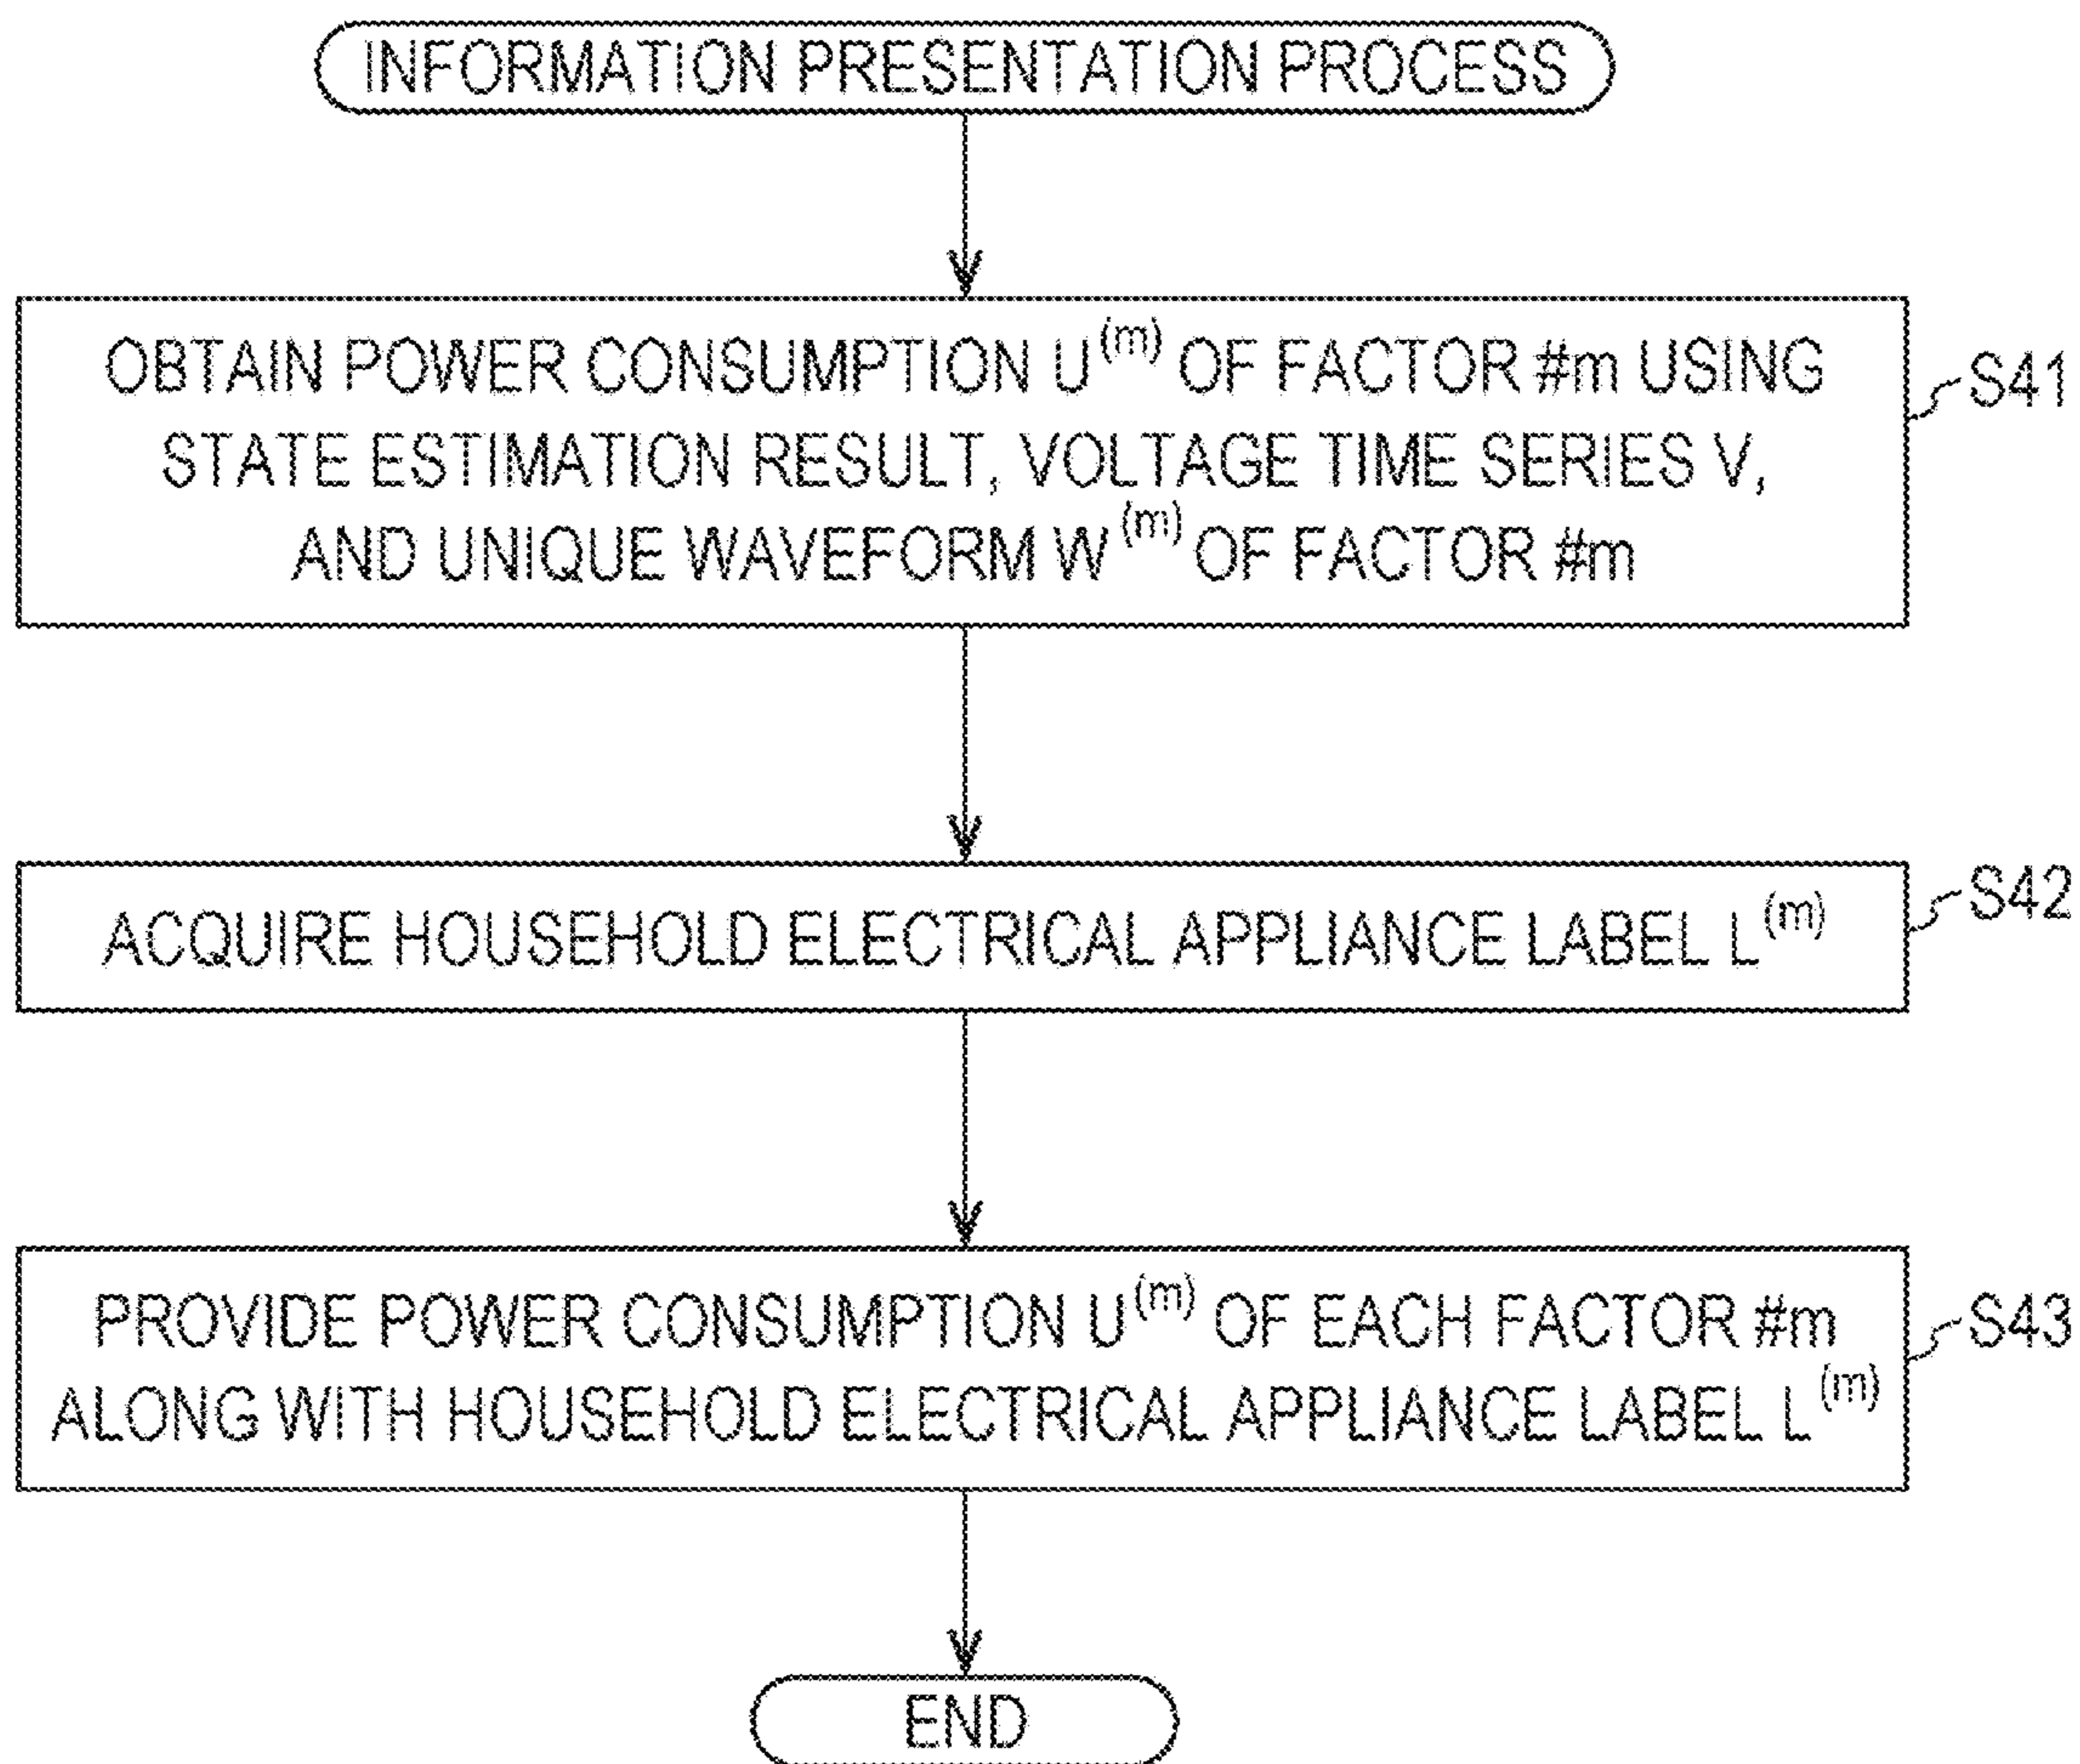 INFORMATION PRESENTATION PROCESS
OBTAIN POWER CONSUMPTION U^(m) OF FACTOR #m USING
STATE ESTIMATION RESULT, VOLTAGE TIME SERIES V,
AND UNIQUE WAVEFORM W^(m) OF FACTOR #m
S41
ACQUIRE HOUSEHOLD ELECTRICAL APPLIANCE LABEL L^(m)
S42
PROVIDE POWER CONSUMPTION U^(m) OF EACH FACTOR #m
ALONG WITH HOUSEHOLD ELECTRICAL APPLIANCE LABEL L^(m)
S43
END